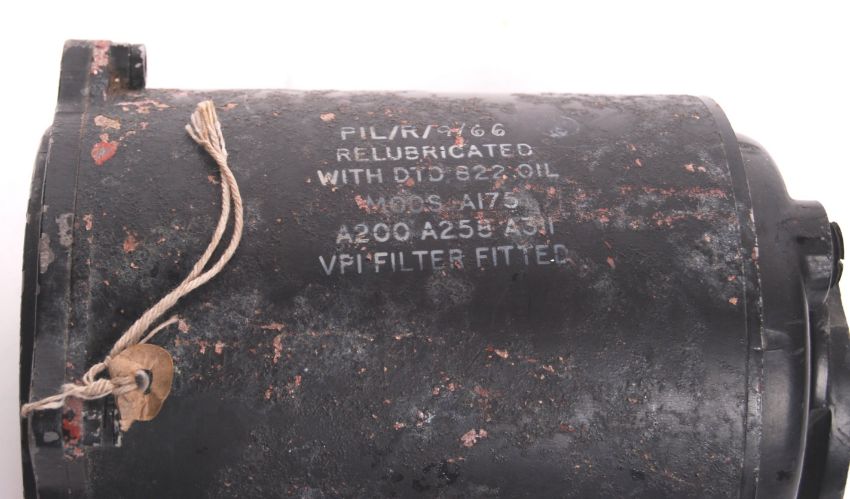 PIL/R/9/66
RELUBRICATED
WITH DTD 822 OIL
MODS A175
A200 A258 A311
VPI FILTER FITTED